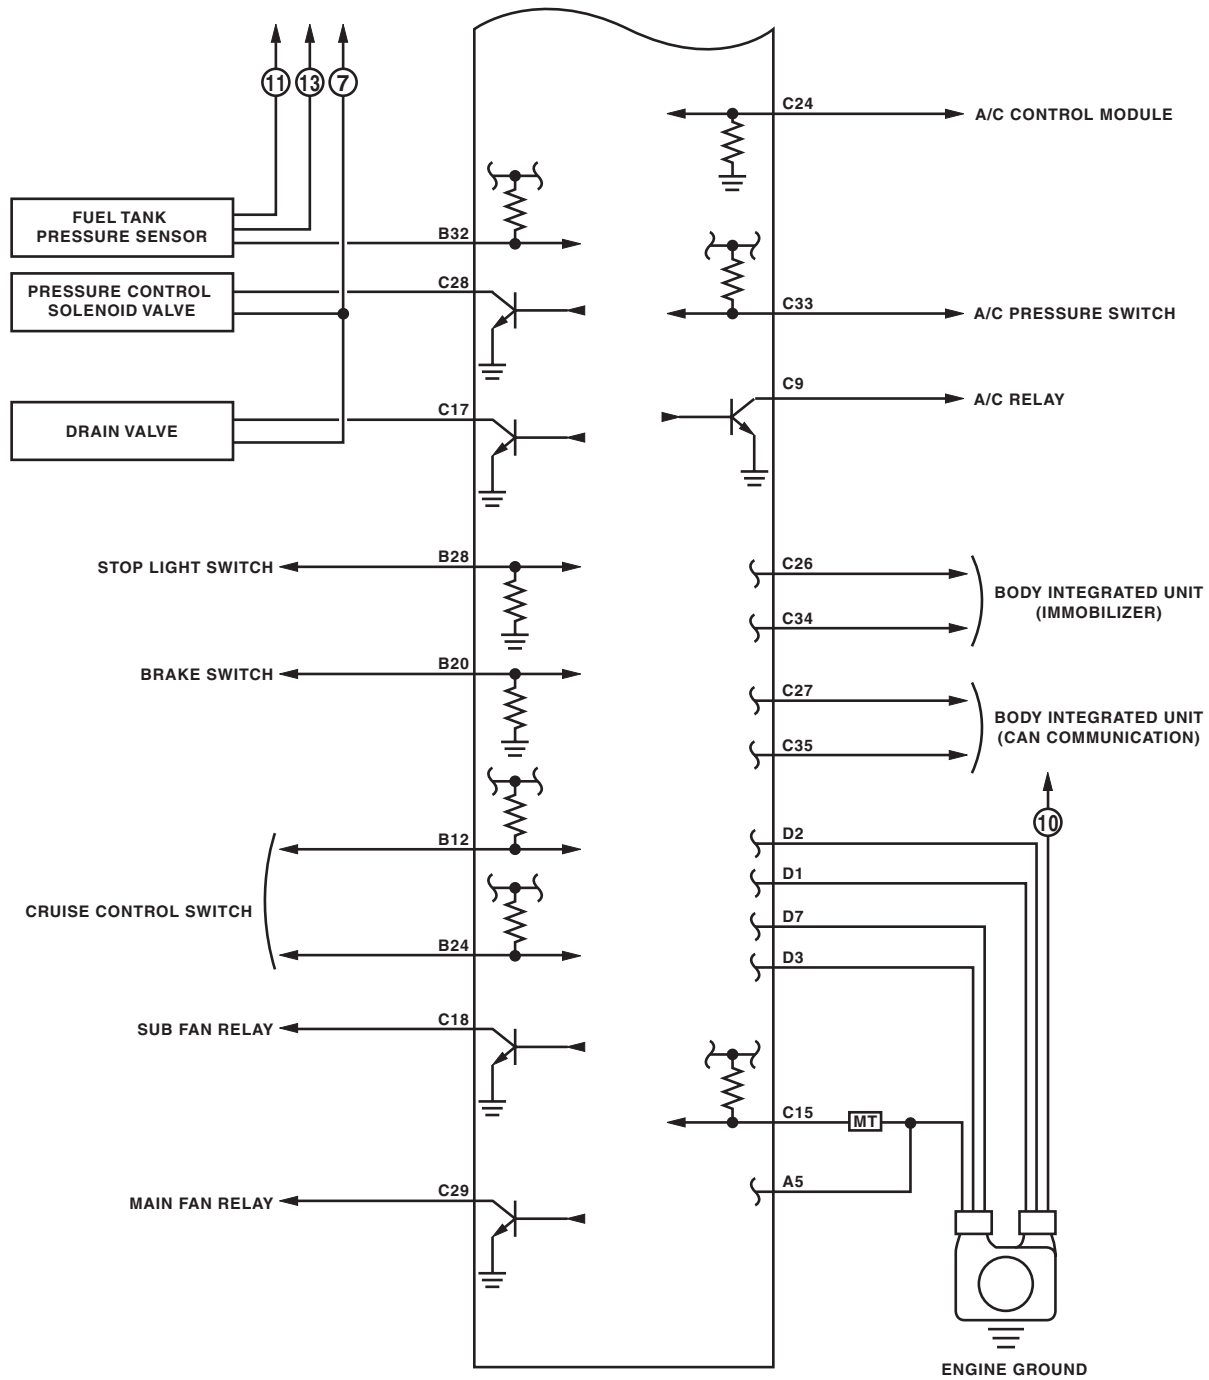 11
13
7
C24
A/C CONTROL MODULE
FUEL TANK
PRESSURE SENSOR
B32
PRESSURE CONTROL
SOLENOID VALVE
C28
C33
A/C PRESSURE SWITCH
C9
A/C RELAY
DRAIN VALVE
C17
STOP LIGHT SWITCH
B28
C26
C34
BODY INTEGRATED UNIT
(IMMOBILIZER)
BRAKE SWITCH
B20
C27
C35
BODY INTEGRATED UNIT
(CAN COMMUNICATION)
10
CRUISE CONTROL SWITCH
B12
B24
D2
D1
D7
D3
SUB FAN RELAY
C18
C15
MT
A5
MAIN FAN RELAY
C29
ENGINE GROUND